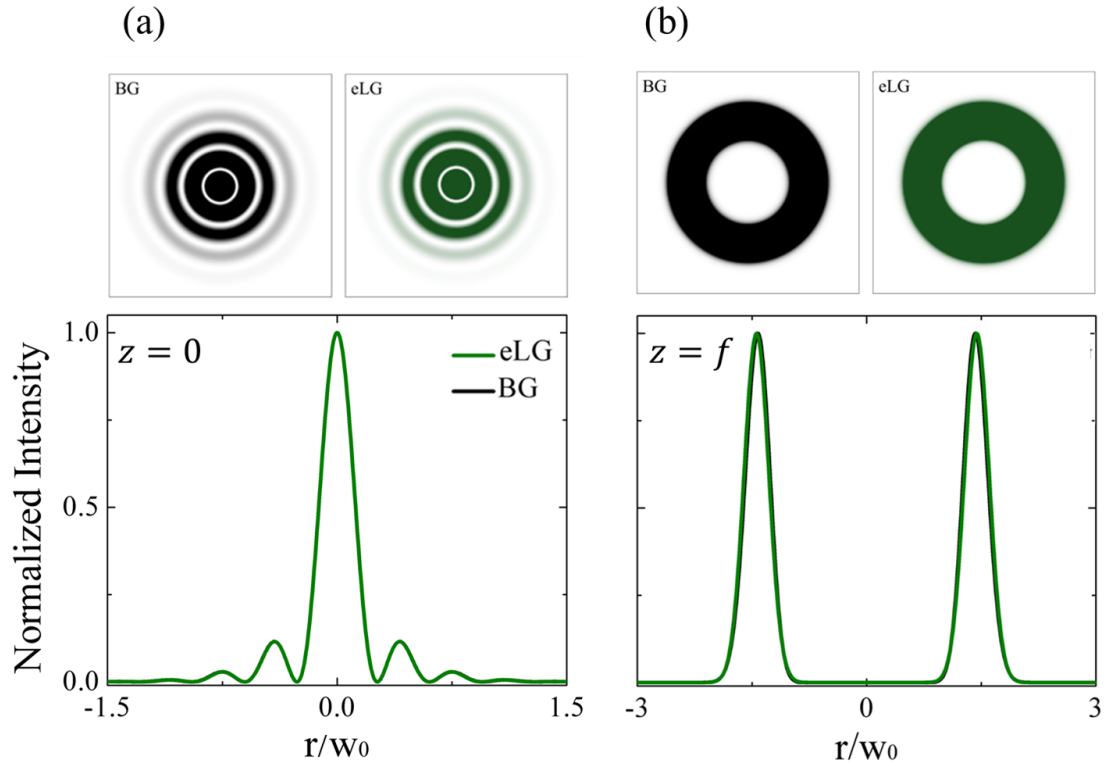 (a)
(b)
BG
eLG
BG
eLG
Normalized Intensity
1.0
0.5
0.0
z = 0
eLG
BG
-1.5
0.0
1.5
r/w₀
z = f
-3
0
3
r/w₀